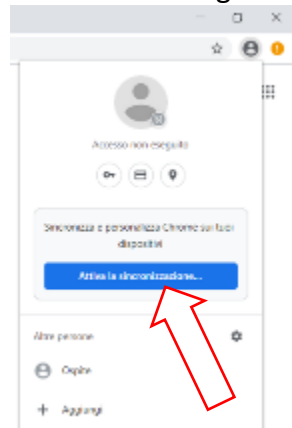 Accesso non eseguito
Sincronizza e personalizza Chrome sui tuoi
dispositivi
Attiva la sincronizzazione...
Altre persone
Ospite
Aggiungi